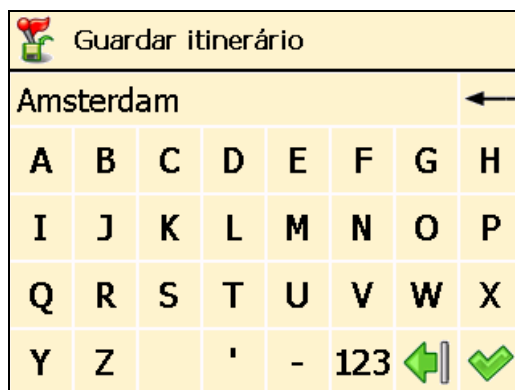 Guardar itinerário
Amsterdam
A B C D E F G H
I J K L M N O P
Q R S T U V W X
Y Z ' - 123